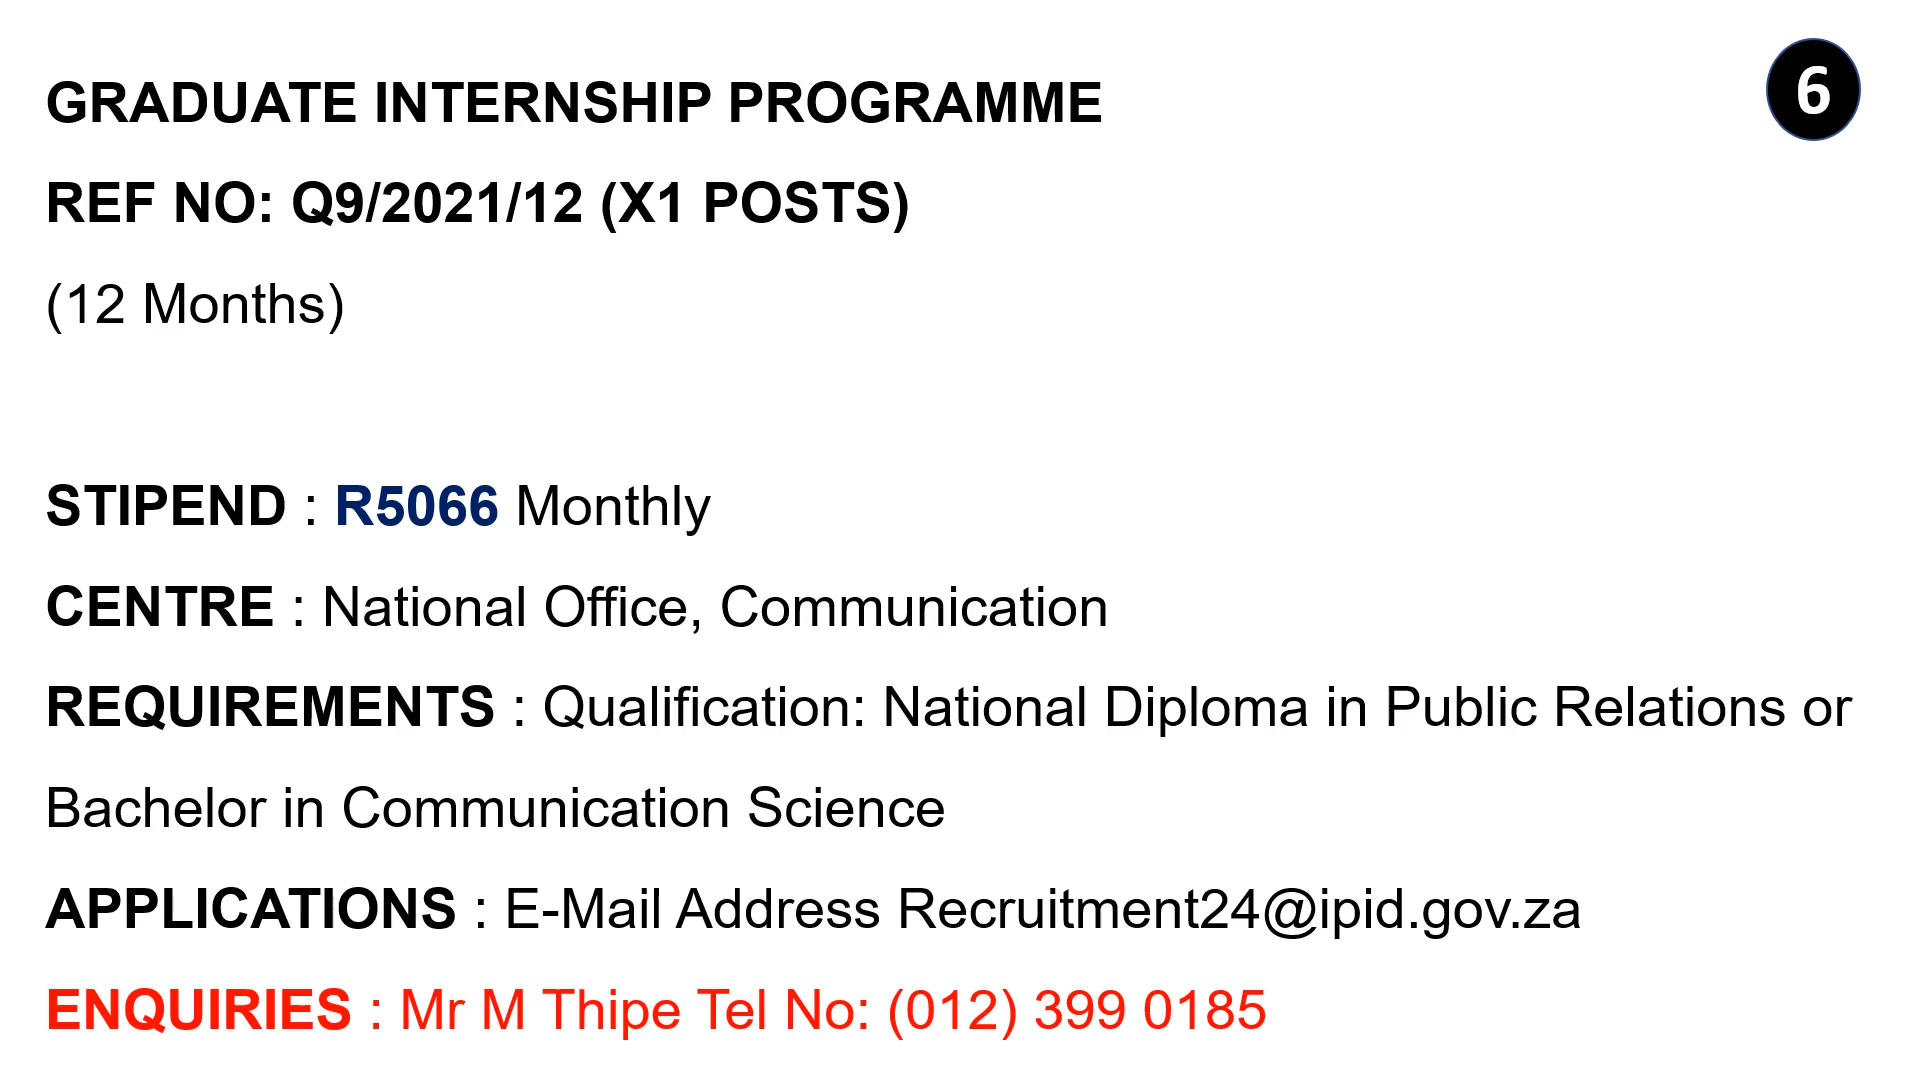 GRADUATE INTERNSHIP PROGRAMME
6
REF NO: Q9/2021/12 (X1 POSTS)
(12 Months)
STIPEND : R5066 Monthly
CENTRE : National Office, Communication
REQUIREMENTS : Qualification: National Diploma in Public Relations or
Bachelor in Communication Science
APPLICATIONS : E-Mail Address Recruitment24@ipid.gov.za
ENQUIRIES : Mr M Thipe Tel No: (012) 399 0185